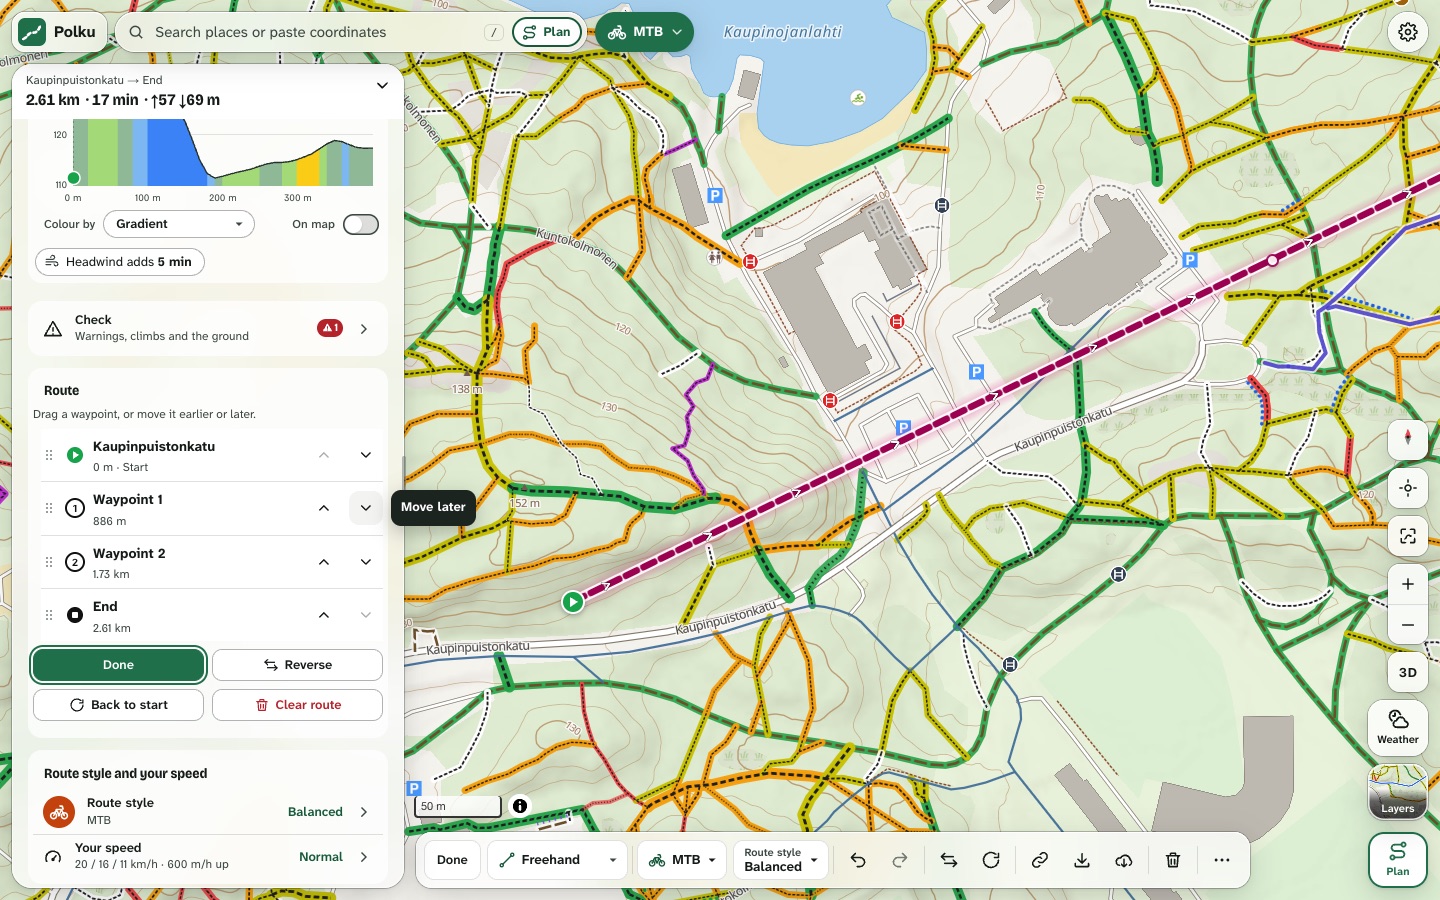 Polku
Search places or paste coordinates
/
Plan
MTB
Kaupinpuistonkatu → End
2.61 km · 17 min · ↑57 ↓69 m
120
110
0 m
100 m
200 m
300 m
Colour by
Gradient
On map
Headwind adds 5 min
Check
Warnings, climbs and the ground
1
Route
Drag a waypoint, or move it earlier or later.
Kaupinpuistonkatu
0 m · Start
1
Waypoint 1
886 m
2
Waypoint 2
1.73 km
End
2.61 km
Done
Reverse
Back to start
Clear route
Route style and your speed
Route style
MTB
Balanced
Your speed
20 / 16 / 11 km/h · 600 m/h up
Normal
Move later
Kaupinojanlahti
Kuntokolmonen
kolmonen
P
P
P
P
P
100
110
120
130
138 m
152 m
130
120
Kaupinpuistonkatu
Kaupinpuistonkatu
Kaupinpuistonkatu
50 m
Done
Freehand
MTB
Route style
Balanced
3D
Weather
Layers
Plan